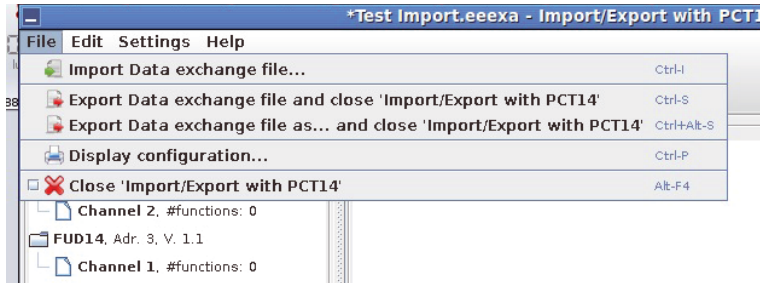 *Test Import.eeexa - Import/Export with PCT1
File Edit Settings Help
Import Data exchange file... Ctrl-I
Export Data exchange file and close 'Import/Export with PCT14' Ctrl-S
Export Data exchange file as... and close 'Import/Export with PCT14' Ctrl+Alt-S
Display configuration... Ctrl-P
Close 'Import/Export with PCT14' Alt-F4
Channel 2, #functions: 0
FUD14, Adr. 3, V. 1.1
Channel 1, #functions: 0